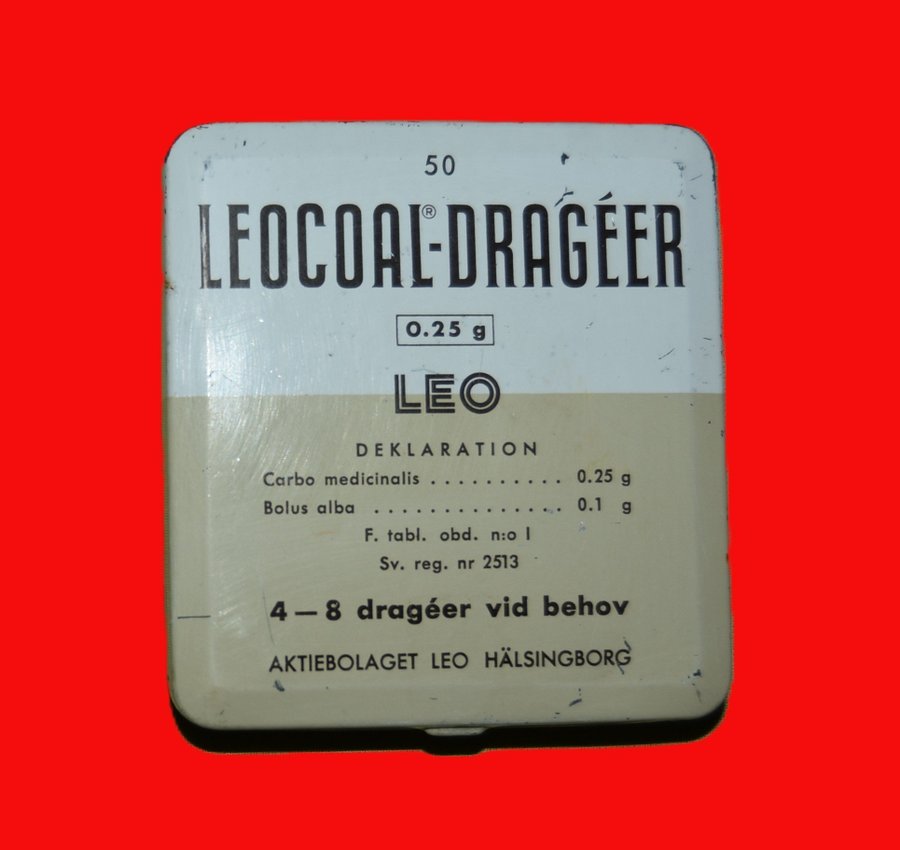 50
LEOCOAL®-DRAGÉER
0.25 g
LEO
DEKLARATION
Carbo medicinalis .......... 0.25 g
Bolus alba ............... 0.1 g
F. tabl. obd. n:o I
Sv. reg. nr 2513
4 — 8 dragéer vid behov
AKTIEBOLAGET LEO HÄLSINGBORG